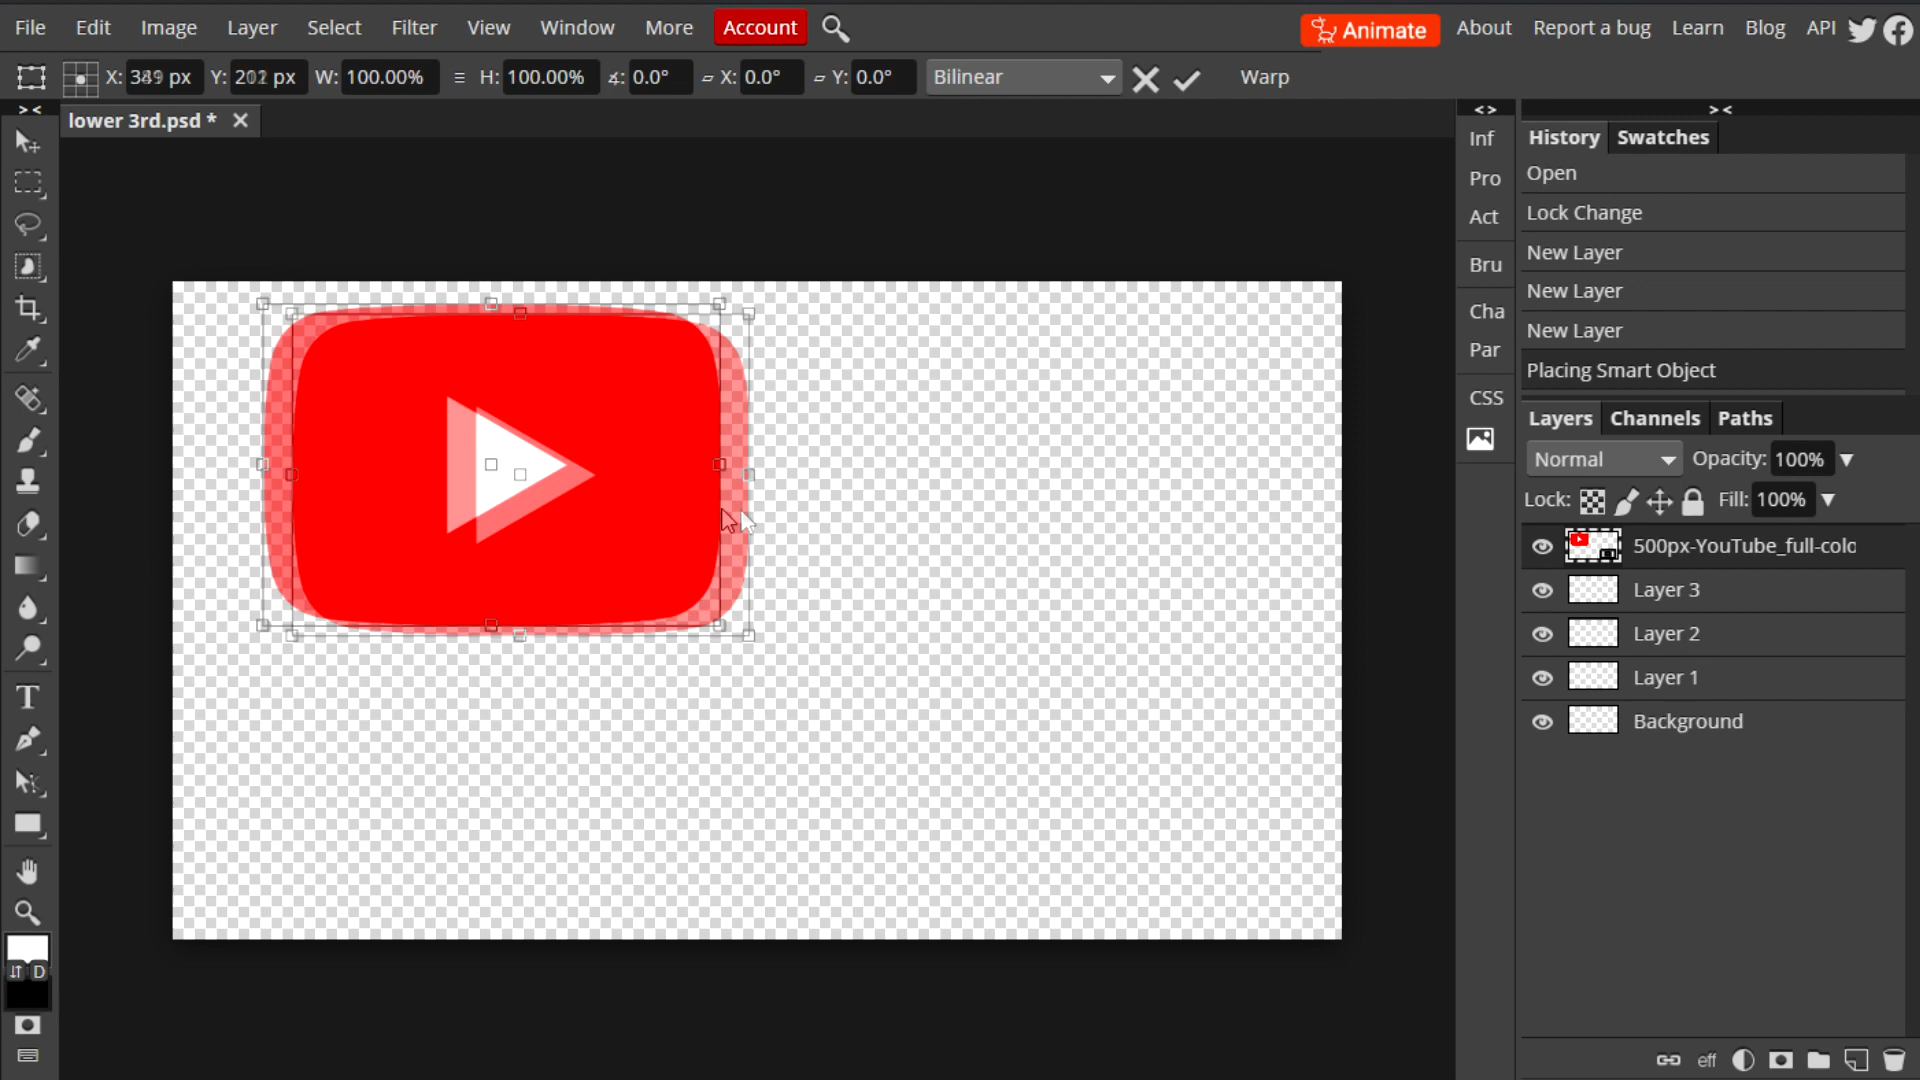 File Edit Image Layer Select Filter View Window More Account
Animate About Report a bug Learn Blog API
X: px Y: px W: 100.00% H: 100.00% ∡: 0.0° ▱ X: 0.0° ▱ Y: 0.0° Bilinear Warp
> <
< >
> <
lower 3rd.psd *
Inf
Pro
Act
Bru
Cha
Par
CSS
History Swatches
Open
Lock Change
New Layer
New Layer
New Layer
Placing Smart Object
Layers Channels Paths
Normal Opacity: 100%
Lock: Fill: 100%
500px-YouTube_full-colo
Layer 3
Layer 2
Layer 1
Background
T
D
eff